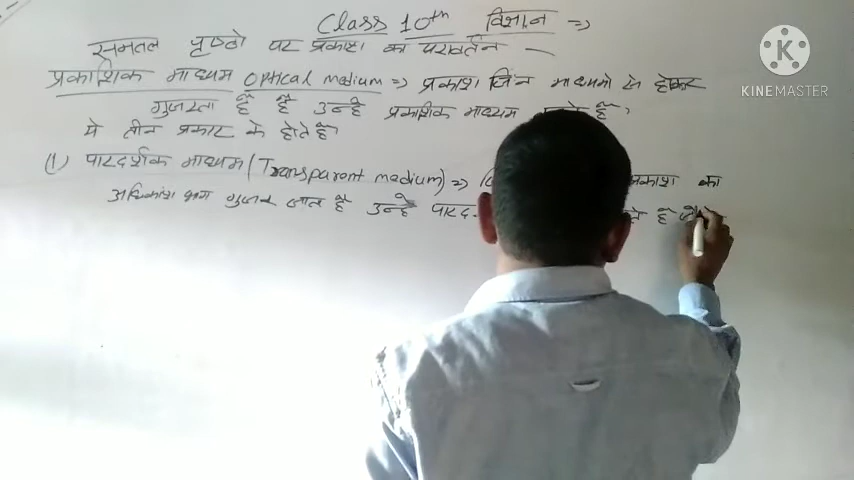 Class 10th विज्ञान ⇒
समतल पृष्ठो पर प्रकाश का परावर्तन –
प्रकाशिक माध्यम Optical medium ⇒ प्रकाश जिन माध्यमो से होकर
गुजरता है है उन्हे प्रकाशिक माध्यम है,
ये तीन प्रकार के होते है।
(1) पारदर्शक माध्यम (Transparent medium) ⇒ प्रकाश का
अधिकांश भाग गुजर जाता है उन्हे पारद है जैसे
KINEMASTER